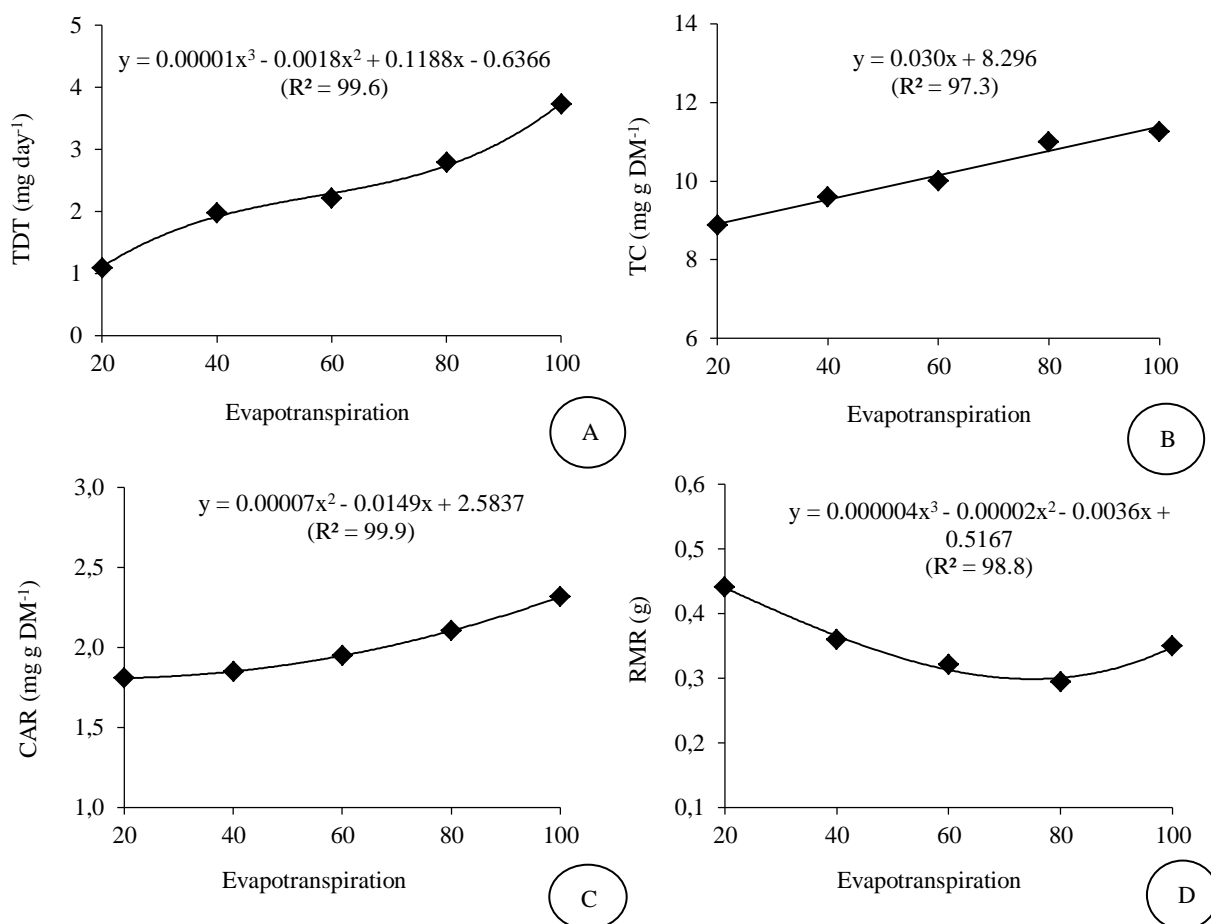 y = 0.00001x³ - 0.0018x² + 0.1188x - 0.6366
(R² = 99.6)
TDT (mg day⁻¹)
5
4
3
2
1
0
20 40 60 80 100
Evapotranspiration
A
y = 0.030x + 8.296
(R² = 97.3)
TC (mg g DM⁻¹)
14
12
10
8
6
20 40 60 80 100
Evapotranspiration
B
y = 0.00007x² - 0.0149x + 2.5837
(R² = 99.9)
CAR (mg g DM⁻¹)
3,0
2,5
2,0
1,5
1,0
20 40 60 80 100
Evapotranspiration
C
y = 0.000004x³ - 0.00002x² - 0.0036x +
0.5167
(R² = 98.8)
RMR (g)
0,6
0,5
0,4
0,3
0,2
0,1
20 40 60 80 100
Evapotranspiration
D